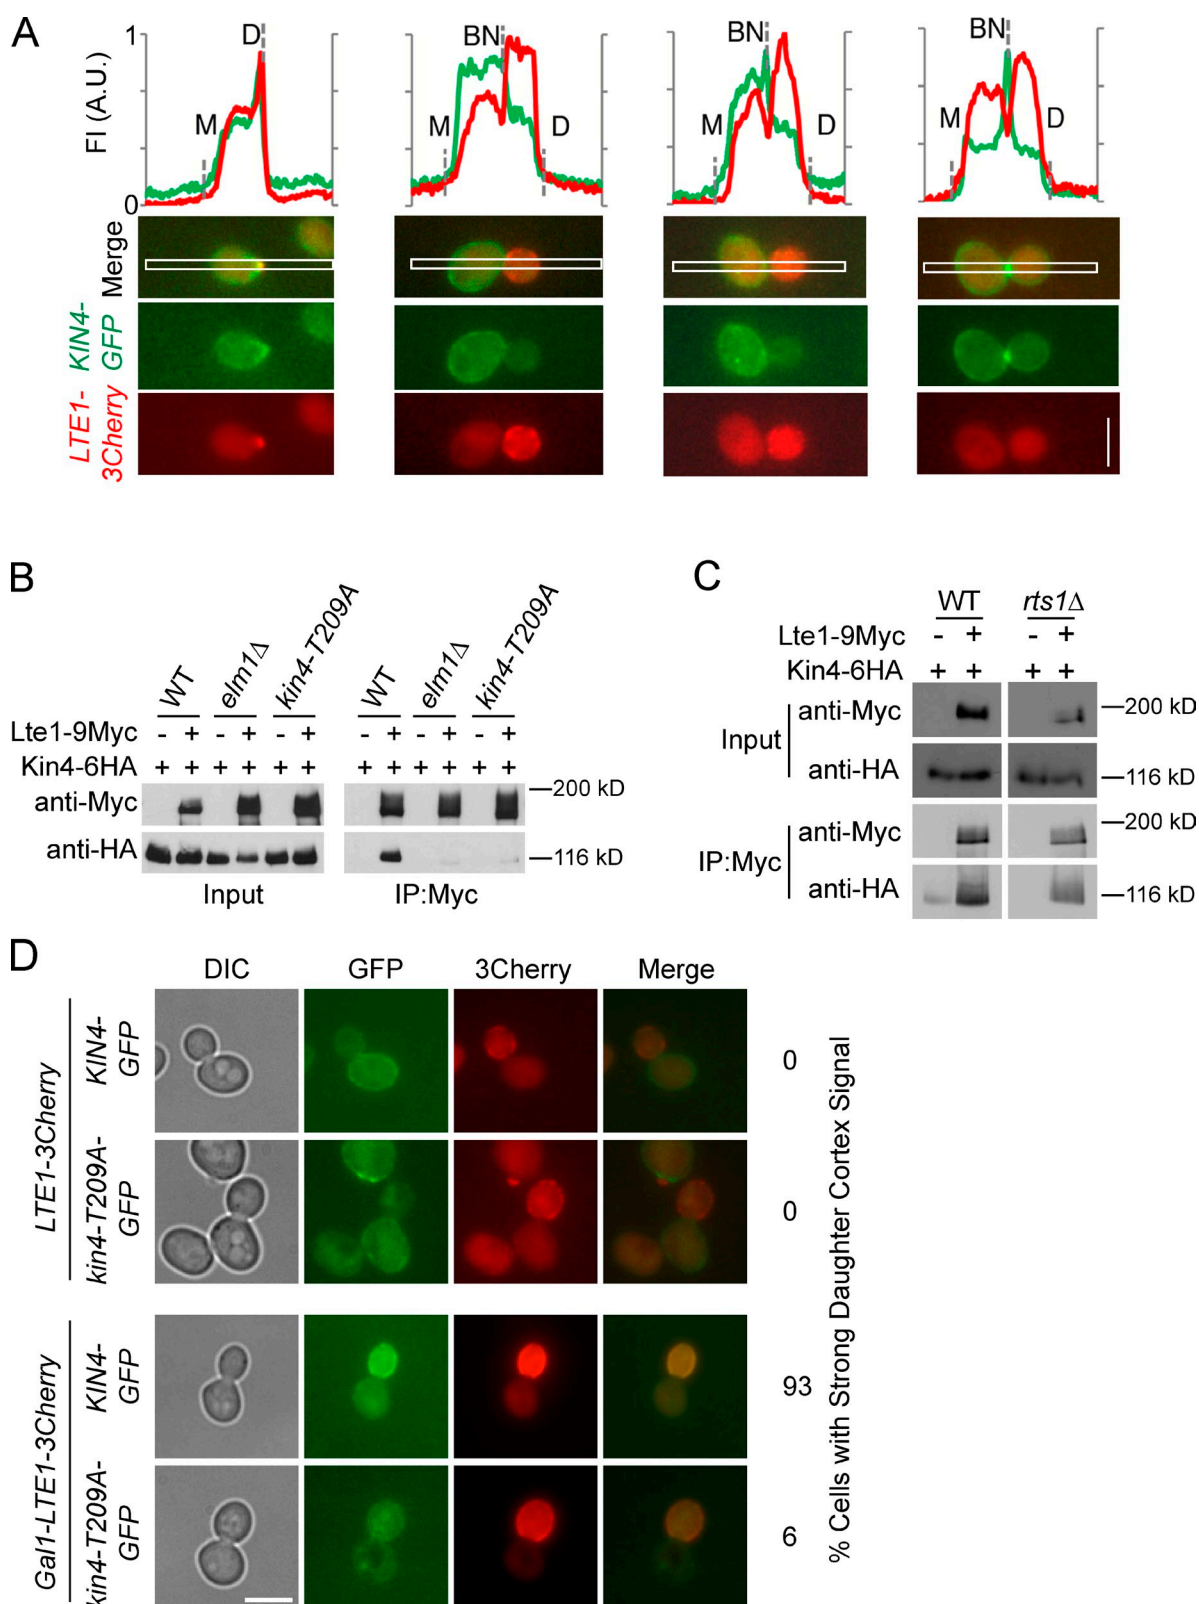 A
FI (A.U.)
1
0
M D
M BN D
M BN D
M BN D
Merge
KIN4-
GFP
LTE1-
3Cherry
B
WT elm1Δ kin4-T209A WT elm1Δ kin4-T209A
Lte1-9Myc - + - + - + - + - + - +
Kin4-6HA + + + + + + + + + + + +
anti-Myc
200 kD
anti-HA
116 kD
Input IP:Myc
C
WT rts1Δ
Lte1-9Myc - + - +
Kin4-6HA + + + +
Input
anti-Myc 200 kD
anti-HA 116 kD
IP:Myc
anti-Myc 200 kD
anti-HA 116 kD
D
DIC GFP 3Cherry Merge
LTE1-3Cherry
KIN4-
GFP
0
kin4-T209A-
GFP
0
Gal1-LTE1-3Cherry
KIN4-
GFP
93
kin4-T209A-
GFP
6
% Cells with Strong Daughter Cortex Signal